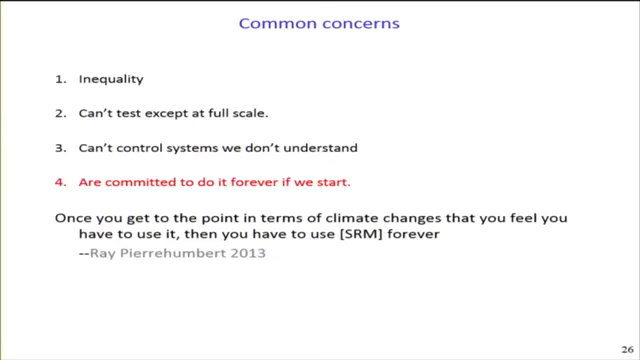 Common concerns
1. Inequality
2. Can't test except at full scale.
3. Can't control systems we don't understand
4. Are committed to do it forever if we start.
Once you get to the point in terms of climate changes that you feel you
have to use it, then you have to use [SRM] forever
--Ray Pierrehumbert 2013
26